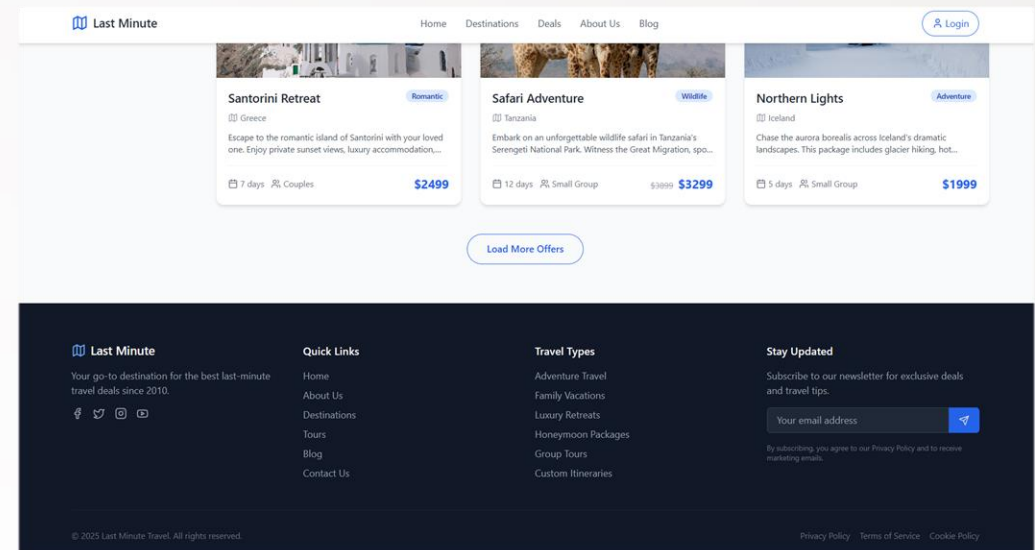 Last Minute
Home Destinations Deals About Us Blog
Login
Santorini Retreat
Romantic
Greece
Escape to the romantic island of Santorini with your loved
one. Enjoy private sunset views, luxury accommodation,...
7 days Couples
$2499
Safari Adventure
Wildlife
Tanzania
Embark on an unforgettable wildlife safari in Tanzania's
Serengeti National Park. Witness the Great Migration, spo...
12 days Small Group
$3899 $3299
Northern Lights
Adventure
Iceland
Chase the aurora borealis across Iceland's dramatic
landscapes. This package includes glacier hiking, hot...
5 days Small Group
$1999
Load More Offers
Last Minute
Your go-to destination for the best last-minute
travel deals since 2010.
Quick Links
Home
About Us
Destinations
Tours
Blog
Contact Us
Travel Types
Adventure Travel
Family Vacations
Luxury Retreats
Honeymoon Packages
Group Tours
Custom Itineraries
Stay Updated
Subscribe to our newsletter for exclusive deals
and travel tips.
Your email address
By subscribing, you agree to our Privacy Policy and to receive
marketing emails.
© 2025 Last Minute Travel. All rights reserved.
Privacy Policy Terms of Service Cookie Policy